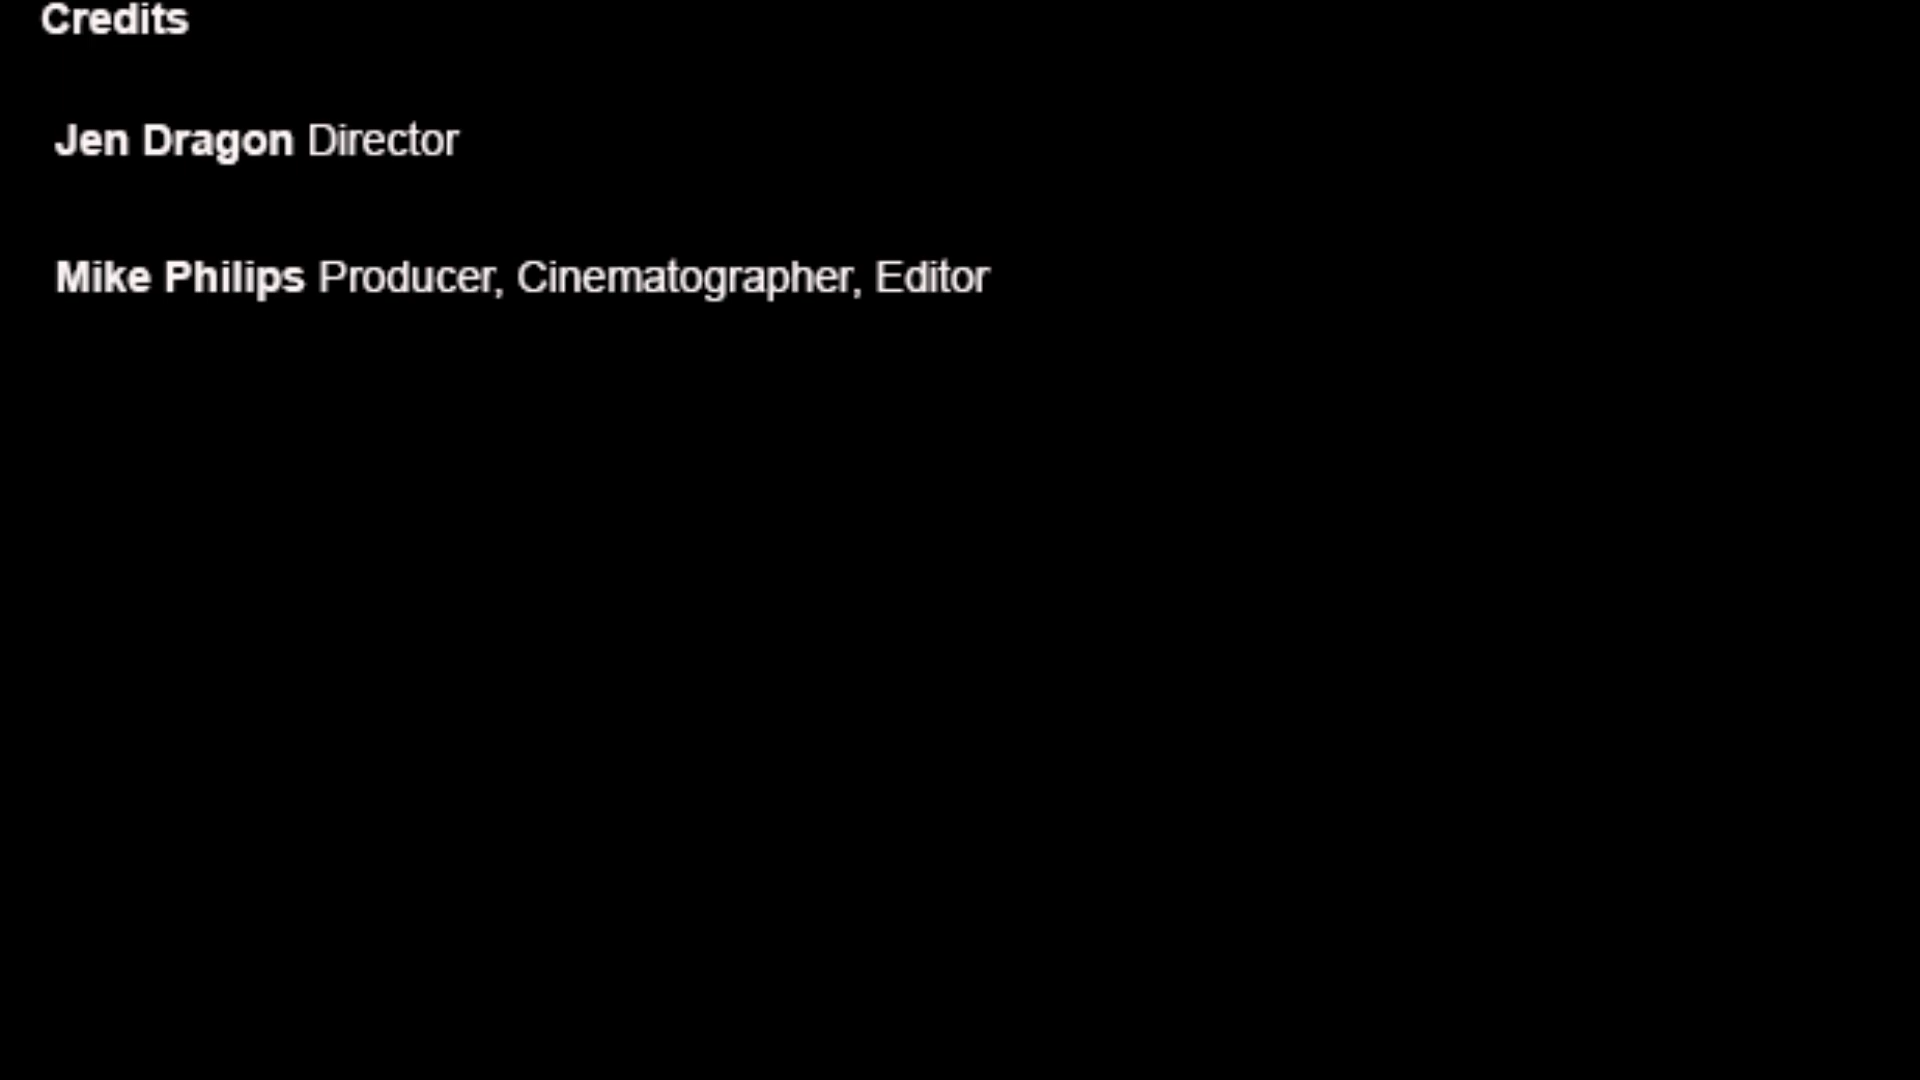 Credits
Jen Dragon Director
Mike Philips Producer, Cinematographer, Editor